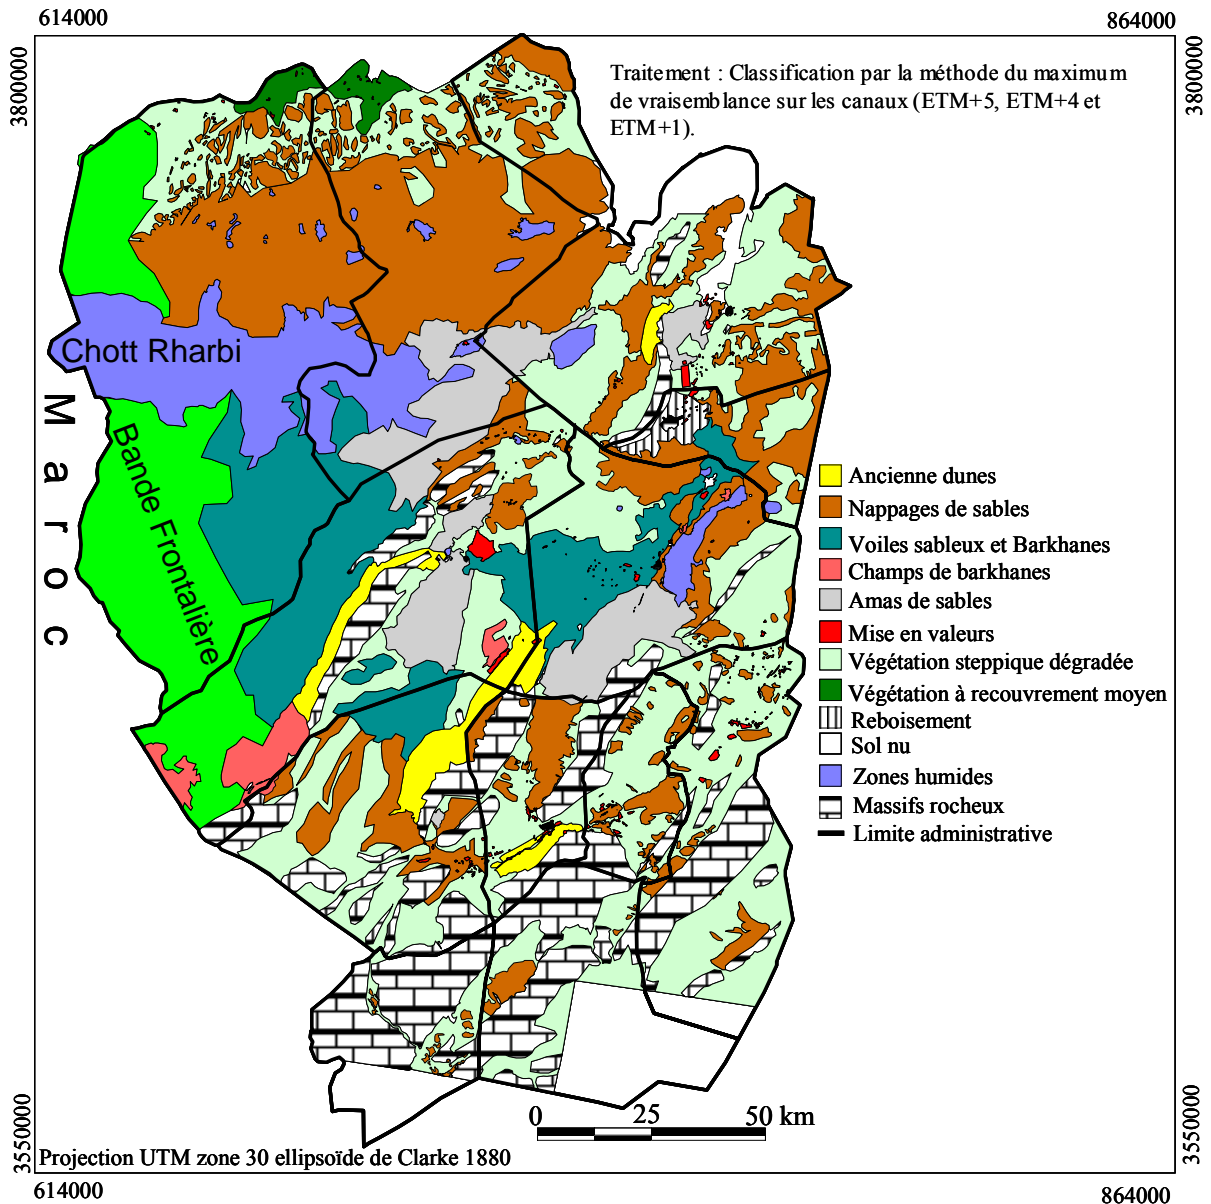 614000
864000
3800000
3800000
Traitement : Classification par la méthode du maximum
de vraisemblance sur les canaux (ETM+5, ETM+4 et
ETM+1).
Chott Rharbi
Maroc
Bande Frontalière
Ancienne dunes
Nappages de sables
Voiles sableux et Barkhanes
Champs de barkhanes
Amas de sables
Mise en valeurs
Végétation steppique dégradée
Végétation à recouvrement moyen
Reboisement
Sol nu
Zones humides
Massifs rocheux
Limite administrative
0 25 50 km
3550000
3550000
Projection UTM zone 30 ellipsoïde de Clarke 1880
614000
864000